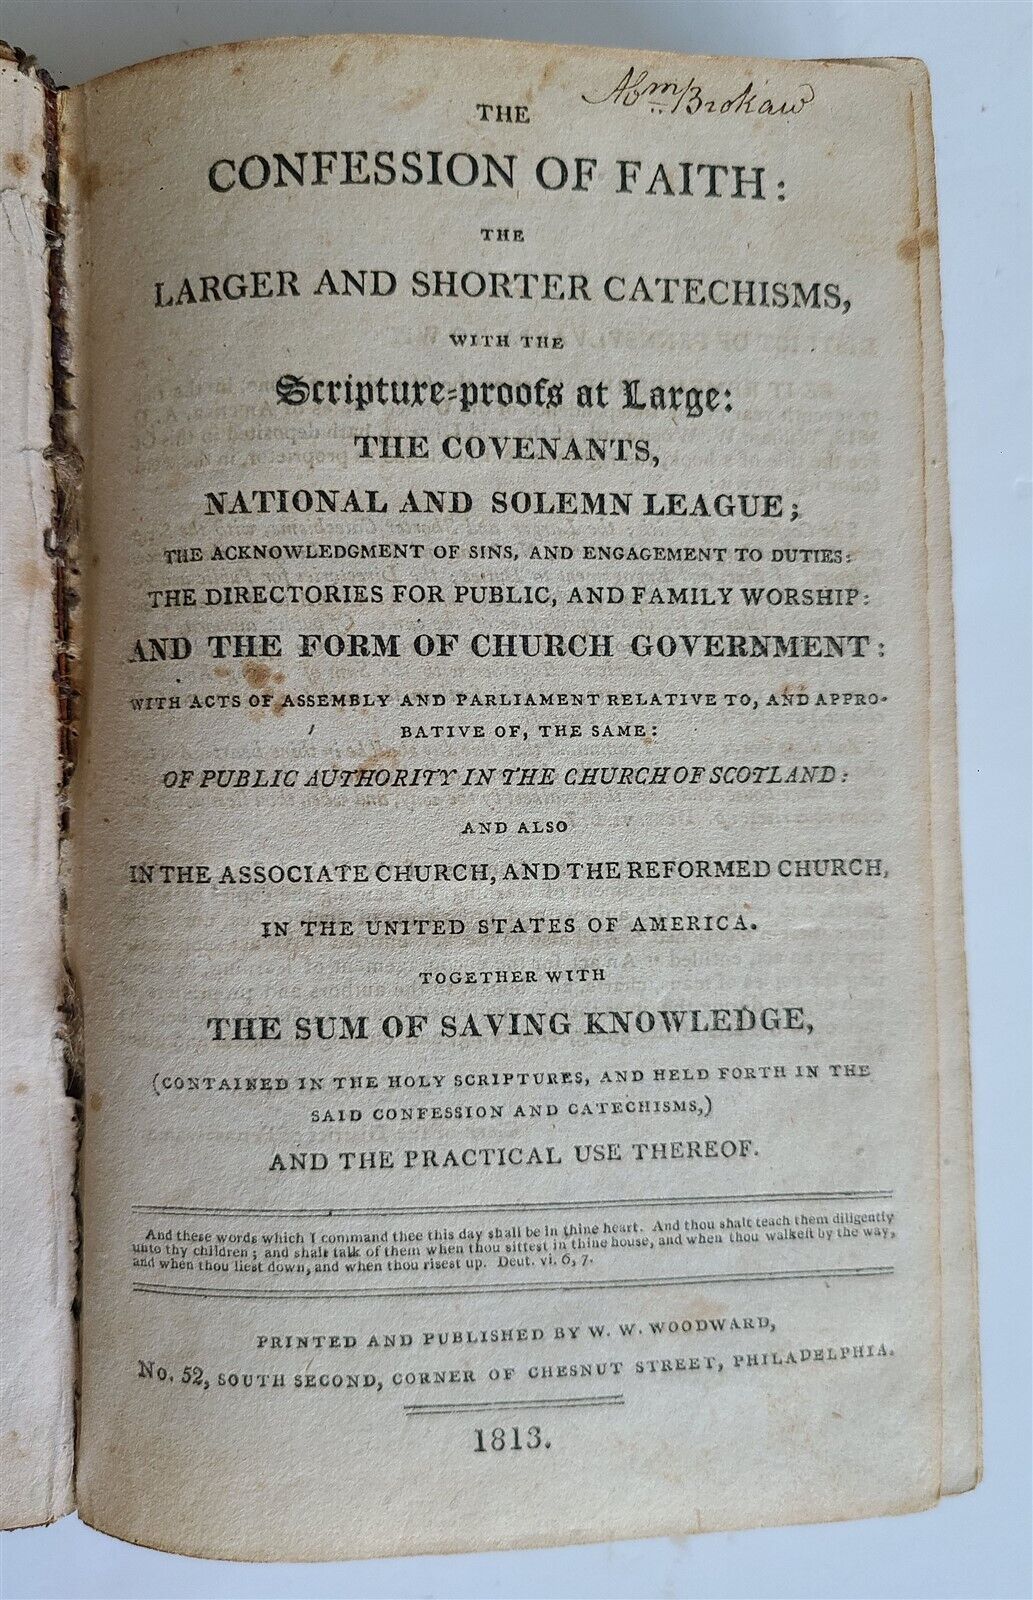 Abm Brokaw
THE
CONFESSION OF FAITH:
THE
LARGER AND SHORTER CATECHISMS,
WITH THE
Scripture-proofs at Large:
THE COVENANTS,
NATIONAL AND SOLEMN LEAGUE;
THE ACKNOWLEDGMENT OF SINS, AND ENGAGEMENT TO DUTIES:
THE DIRECTORIES FOR PUBLIC, AND FAMILY WORSHIP:
AND THE FORM OF CHURCH GOVERNMENT:
WITH ACTS OF ASSEMBLY AND PARLIAMENT RELATIVE TO, AND APPRO-
BATIVE OF, THE SAME:
OF PUBLIC AUTHORITY IN THE CHURCH OF SCOTLAND:
AND ALSO
IN THE ASSOCIATE CHURCH, AND THE REFORMED CHURCH,
IN THE UNITED STATES OF AMERICA.
TOGETHER WITH
THE SUM OF SAVING KNOWLEDGE,
(CONTAINED IN THE HOLY SCRIPTURES, AND HELD FORTH IN THE
SAID CONFESSION AND CATECHISMS,)
AND THE PRACTICAL USE THEREOF.
And these words which I command thee this day shall be in thine heart. And thou shalt teach them diligently
unto thy children; and shalt talk of them when thou sittest in thine house, and when thou walkest by the way,
and when thou liest down, and when thou risest up. Deut. vi. 6, 7.
PRINTED AND PUBLISHED BY W. W. WOODWARD,
No. 52, SOUTH SECOND, CORNER OF CHESNUT STREET, PHILADELPHIA.
1813.